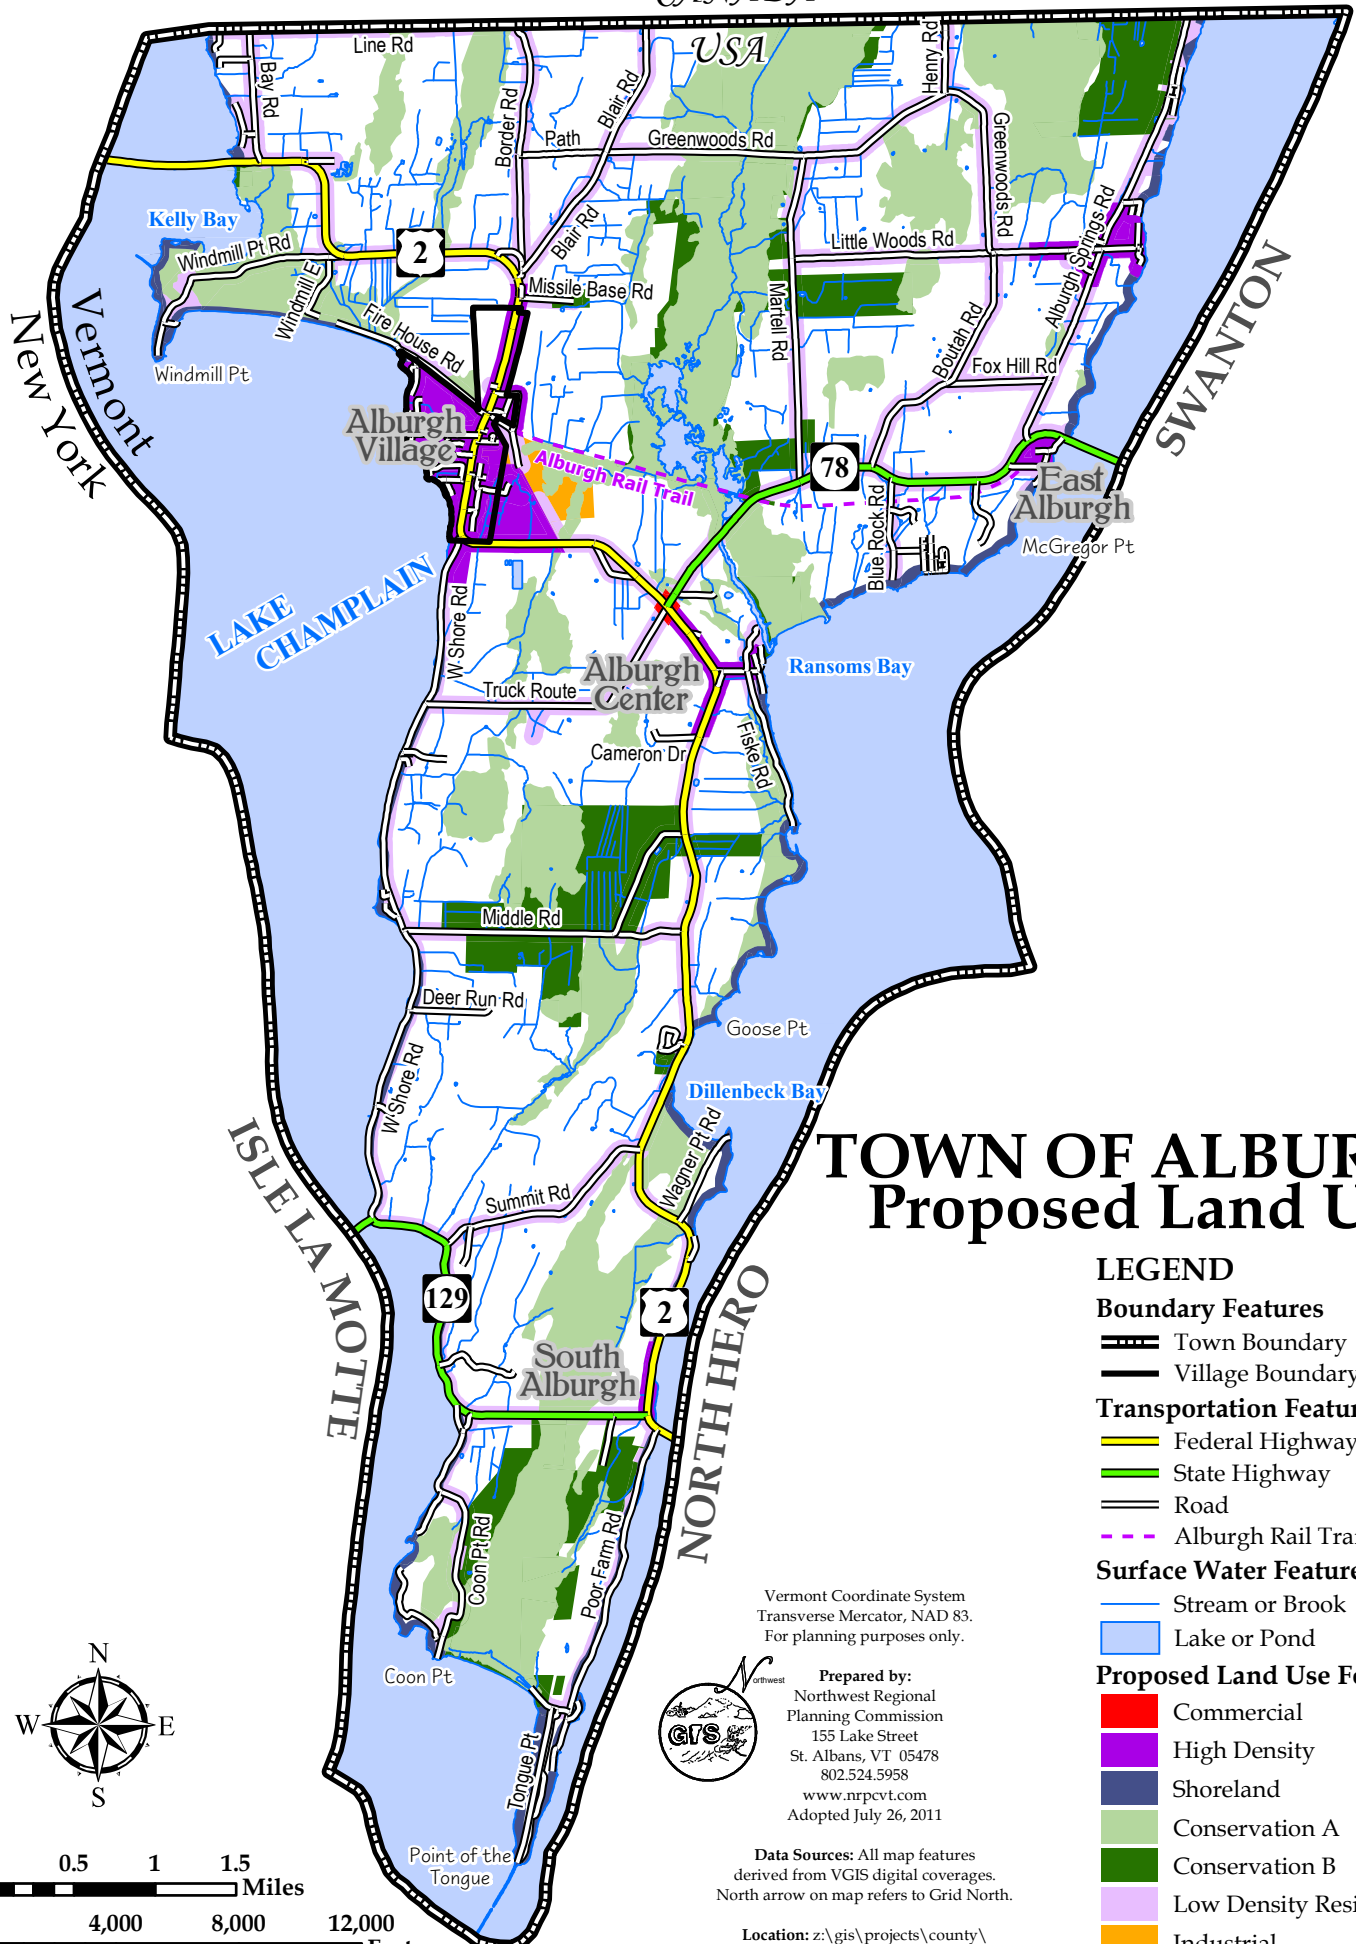 USA
Line Rd
Bay Rd
Border Rd
Path
Blair Rd
Greenwoods Rd
Henry Rd
Greenwoods Rd
Kelly Bay
Windmill Pt Rd
Windmill E
2
Blair Rd
Missile Base Rd
Little Woods Rd
Alburgh Springs Rd
Martell Rd
Boutah Rd
Fox Hill Rd
Fire House Rd
Windmill Pt
Vermont
New York
SWANTON
Alburgh
Village
Alburgh Rail Trail
78
East
Alburgh
McGregor Pt
Blue Rock Rd
LAKE
CHAMPLAIN
W Shore Rd
Truck Route
Alburgh
Center
Ransoms Bay
Cameron Dr
Fiske Rd
Middle Rd
Deer Run Rd
Goose Pt
W Shore Rd
Dillenbeck Bay
Wagner Pt Rd
Summit Rd
ISLE LA MOTTE
129
2
South
Alburgh
NORTH HERO
Coon Pt Rd
Poor Farm Rd
Coon Pt
Tongue Pt
Point of the
Tongue
TOWN OF ALBUR
Proposed Land U
LEGEND
Boundary Features
Town Boundary
Village Boundary
Transportation Featur
Federal Highway
State Highway
Road
Alburgh Rail Trai
Surface Water Feature
Stream or Brook
Lake or Pond
Proposed Land Use Fe
Commercial
High Density
Shoreland
Conservation A
Conservation B
Low Density Resi
Industrial
Vermont Coordinate System
Transverse Mercator, NAD 83.
For planning purposes only.
Northwest
GIS
Prepared by:
Northwest Regional
Planning Commission
155 Lake Street
St. Albans, VT 05478
802.524.5958
www.nrpcvt.com
Adopted July 26, 2011
Data Sources: All map features
derived from VGIS digital coverages.
North arrow on map refers to Grid North.
Location: z:\gis\projects\county\
N
W E
S
0.5 1 1.5
Miles
4,000 8,000 12,000